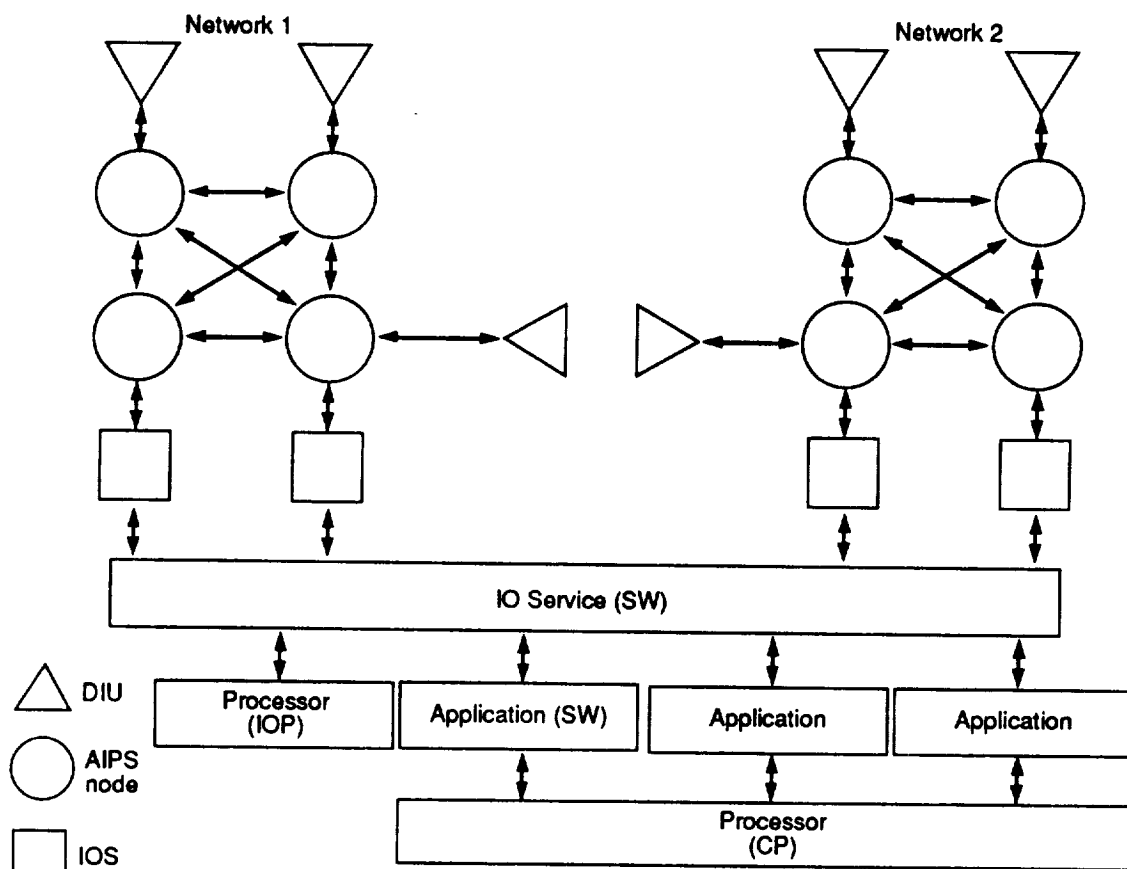 Network 1
Network 2
IO Service (SW)
Processor
(IOP)
Application (SW)
Application
Application
Processor
(CP)
DIU
AIPS
node
IOS